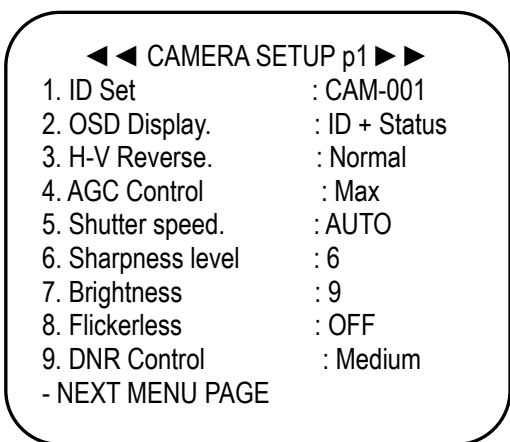 ◄ ◄ CAMERA SETUP p1 ► ►
1. ID Set : CAM-001
2. OSD Display. : ID + Status
3. H-V Reverse. : Normal
4. AGC Control : Max
5. Shutter speed. : AUTO
6. Sharpness level : 6
7. Brightness : 9
8. Flickerless : OFF
9. DNR Control : Medium
- NEXT MENU PAGE